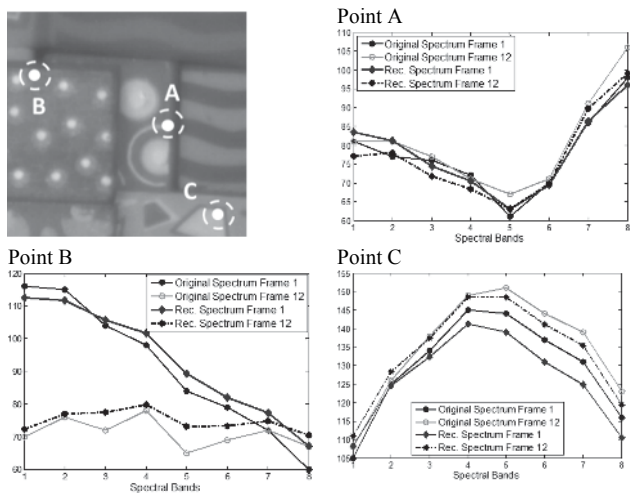 Point A
B
A
C
110
105
100
95
90
85
80
75
70
65
60
Original Spectrum Frame 1
Original Spectrum Frame 12
Rec. Spectrum Frame 1
Rec. Spectrum Frame 12
1 2 3 4 5 6 7 8
Spectral Bands
Point B
120
110
100
90
80
70
60
Original Spectrum Frame 1
Original Spectrum Frame 12
Rec. Spectrum Frame 1
Rec. Spectrum Frame 12
1 2 3 4 5 6 7 8
Spectral Bands
Point C
155
150
145
140
135
130
125
120
115
110
105
Original Spectrum Frame 1
Original Spectrum Frame 12
Rec. Spectrum Frame 1
Rec. Spectrum Frame 12
1 2 3 4 5 6 7 8
Spectral Bands